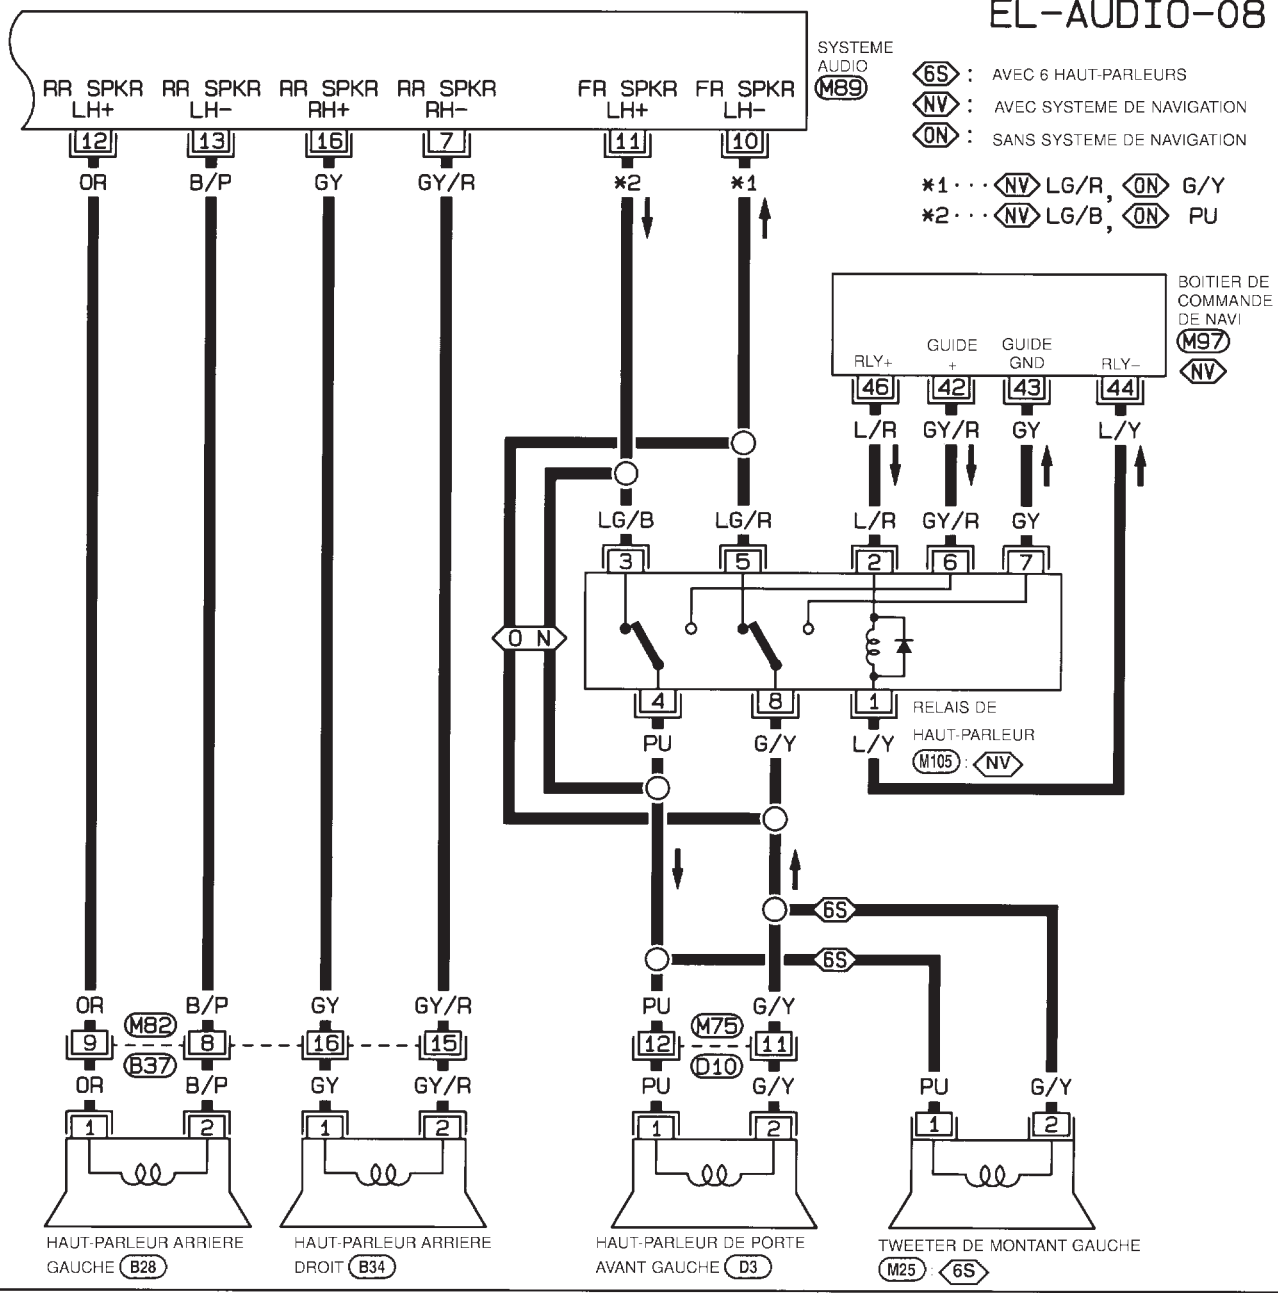 EL-AUDIO-08
SYSTEME
AUDIO
M89
6S : AVEC 6 HAUT-PARLEURS
NV : AVEC SYSTEME DE NAVIGATION
ON : SANS SYSTEME DE NAVIGATION
*1··· NV LG/R, ON G/Y
*2··· NV LG/B, ON PU
RR SPKR RR SPKR RR SPKR RR SPKR FR SPKR FR SPKR
LH+ LH- RH+ RH- LH+ LH-
12 13 16 7 11 10
OR B/P GY GY/R *2 *1
BOITIER DE
COMMANDE
DE NAVI
M97
NV
GUIDE GUIDE
RLY+ + GND RLY-
46 42 43 44
L/R GY/R GY L/Y
LG/B LG/R L/R GY/R GY
3 5 2 6 7
O N
4 8 1
RELAIS DE
HAUT-PARLEUR
M105 : NV
PU G/Y L/Y
6S
6S
OR B/P GY GY/R PU G/Y
M82 M75
9 8 16 15 12 11
B37 D10
OR B/P GY GY/R PU G/Y PU G/Y
1 2 1 2 1 2 1 2
HAUT-PARLEUR ARRIERE
GAUCHE B28
HAUT-PARLEUR ARRIERE
DROIT B34
HAUT-PARLEUR DE PORTE
AVANT GAUCHE D3
TWEETER DE MONTANT GAUCHE
M25 : 6S